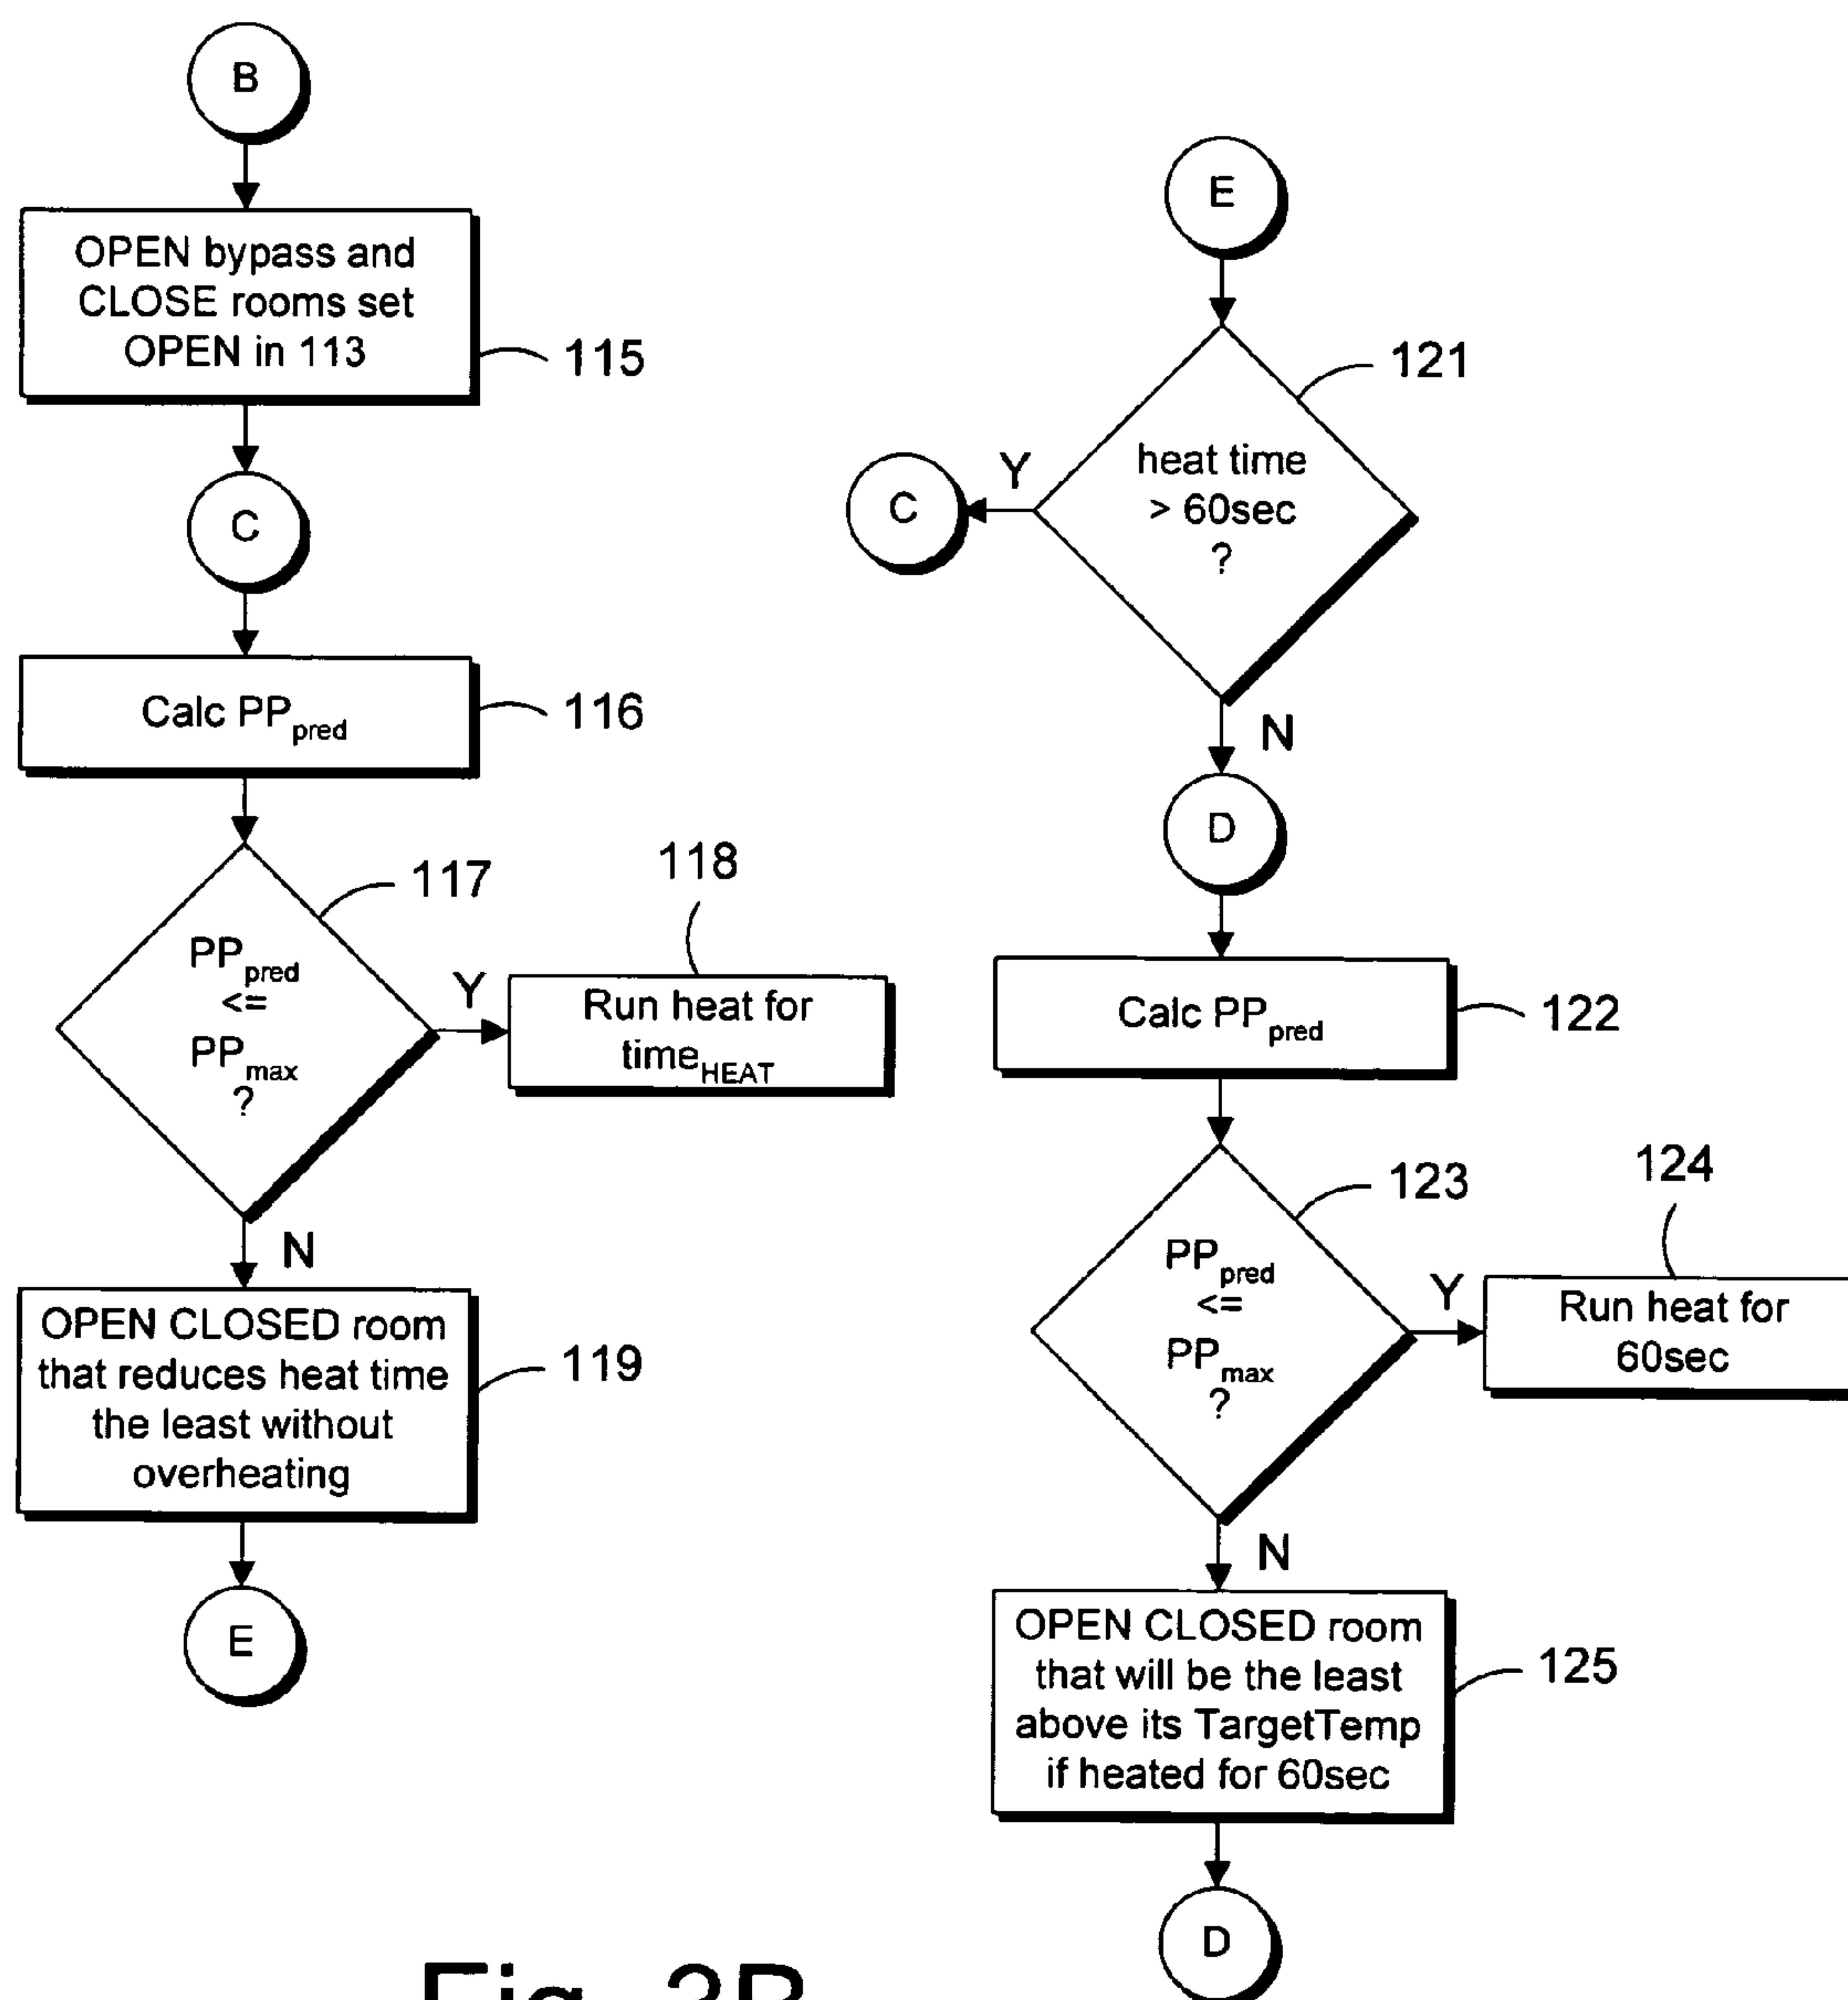 B
OPEN bypass and
CLOSE rooms set
OPEN in 113
115
C
Calc PPpred
116
117
PPpred
<=
PPmax
?
Y
118
Run heat for
timeHEAT
N
OPEN CLOSED room
that reduces heat time
the least without
overheating
119
E
E
121
heat time
> 60sec
?
Y
C
N
D
Calc PPpred
122
123
PPpred
<=
PPmax
?
Y
124
Run heat for
60sec
N
OPEN CLOSED room
that will be the least
above its TargetTemp
if heated for 60sec
125
D